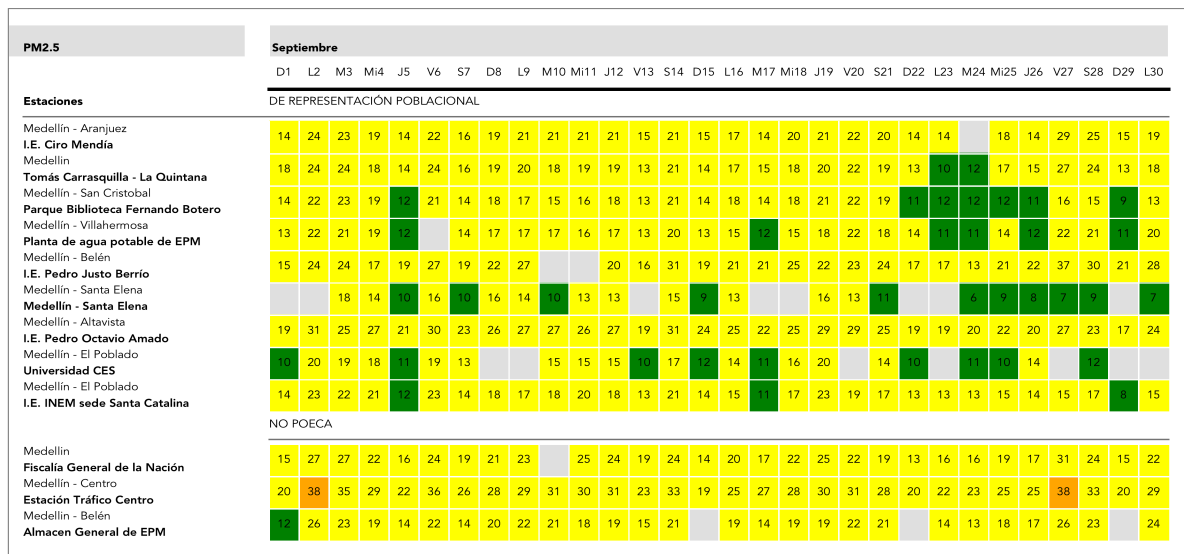 PM2.5 Septiembre
D1 L2 M3 Mi4 J5 V6 S7 D8 L9 M10 Mi11 J12 V13 S14 D15 L16 M17 Mi18 J19 V20 S21 D22 L23 M24 Mi25 J26 V27 S28 D29 L30
Estaciones DE REPRESENTACIÓN POBLACIONAL
Medellín - Aranjuez
I.E. Ciro Mendía
14 24 23 19 14 22 16 19 21 21 21 21 15 21 15 17 14 20 21 22 20 14 14 18 14 29 25 15 19
Medellin
Tomás Carrasquilla - La Quintana
18 24 24 18 14 24 16 19 20 18 19 19 13 21 14 17 15 18 20 22 19 13 10 12 17 15 27 24 13 18
Medellín - San Cristobal
Parque Biblioteca Fernando Botero
14 22 23 19 12 21 14 18 17 15 16 18 13 21 14 18 14 18 21 22 19 11 12 12 12 11 16 15 9 13
Medellín - Villahermosa
Planta de agua potable de EPM
13 22 21 19 12 14 17 17 17 16 17 13 20 13 15 12 15 18 22 18 14 11 11 14 12 22 21 11 20
Medellín - Belén
I.E. Pedro Justo Berrío
15 24 24 17 19 27 19 22 27 20 16 31 19 21 21 25 22 23 24 17 17 13 21 22 37 30 21 28
Medellín - Santa Elena
Medellín - Santa Elena
18 14 10 16 10 16 14 10 13 13 15 9 13 16 13 11 6 9 8 7 9 7
Medellín - Altavista
I.E. Pedro Octavio Amado
19 31 25 27 21 30 23 26 27 27 26 27 19 31 24 25 22 25 29 29 25 19 19 20 22 20 27 23 17 24
Medellín - El Poblado
Universidad CES
10 20 19 18 11 19 13 15 15 15 10 17 12 14 11 16 20 14 10 11 10 14 12
Medellín - El Poblado
I.E. INEM sede Santa Catalina
14 23 22 21 12 23 14 18 17 18 20 18 13 21 14 15 11 17 23 19 17 13 13 13 15 14 15 17 8 15
NO POECA
Medellin
Fiscalía General de la Nación
15 27 27 22 16 24 19 21 23 25 24 19 24 14 20 17 22 25 22 19 13 16 16 19 17 31 24 15 22
Medellín - Centro
Estación Tráfico Centro
20 38 35 29 22 36 26 28 29 31 30 31 23 33 19 25 27 28 30 31 28 20 22 23 25 25 38 33 20 29
Medellin - Belén
Almacen General de EPM
12 26 23 19 14 22 14 20 22 21 18 19 15 21 19 14 19 19 22 21 14 13 18 17 26 23 24